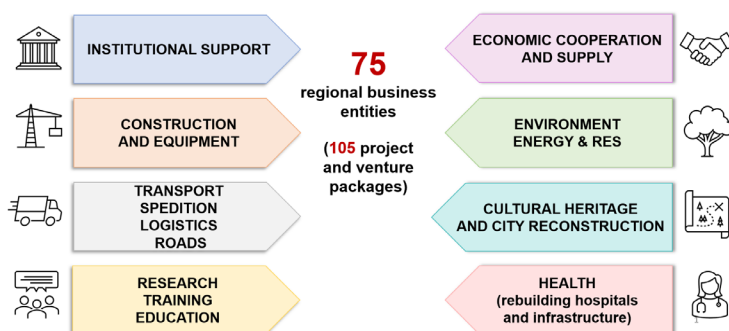 INSTITUTIONAL SUPPORT
CONSTRUCTION
AND EQUIPMENT
TRANSPORT
SPEDITION
LOGISTICS
ROADS
RESEARCH
TRAINING
EDUCATION
75
regional business
entities
(105 project
and venture
packages)
ECONOMIC COOPERATION
AND SUPPLY
ENVIRONMENT
ENERGY & RES
CULTURAL HERITAGE
AND CITY RECONSTRUCTION
HEALTH
(rebuilding hospitals
and infrastructure)